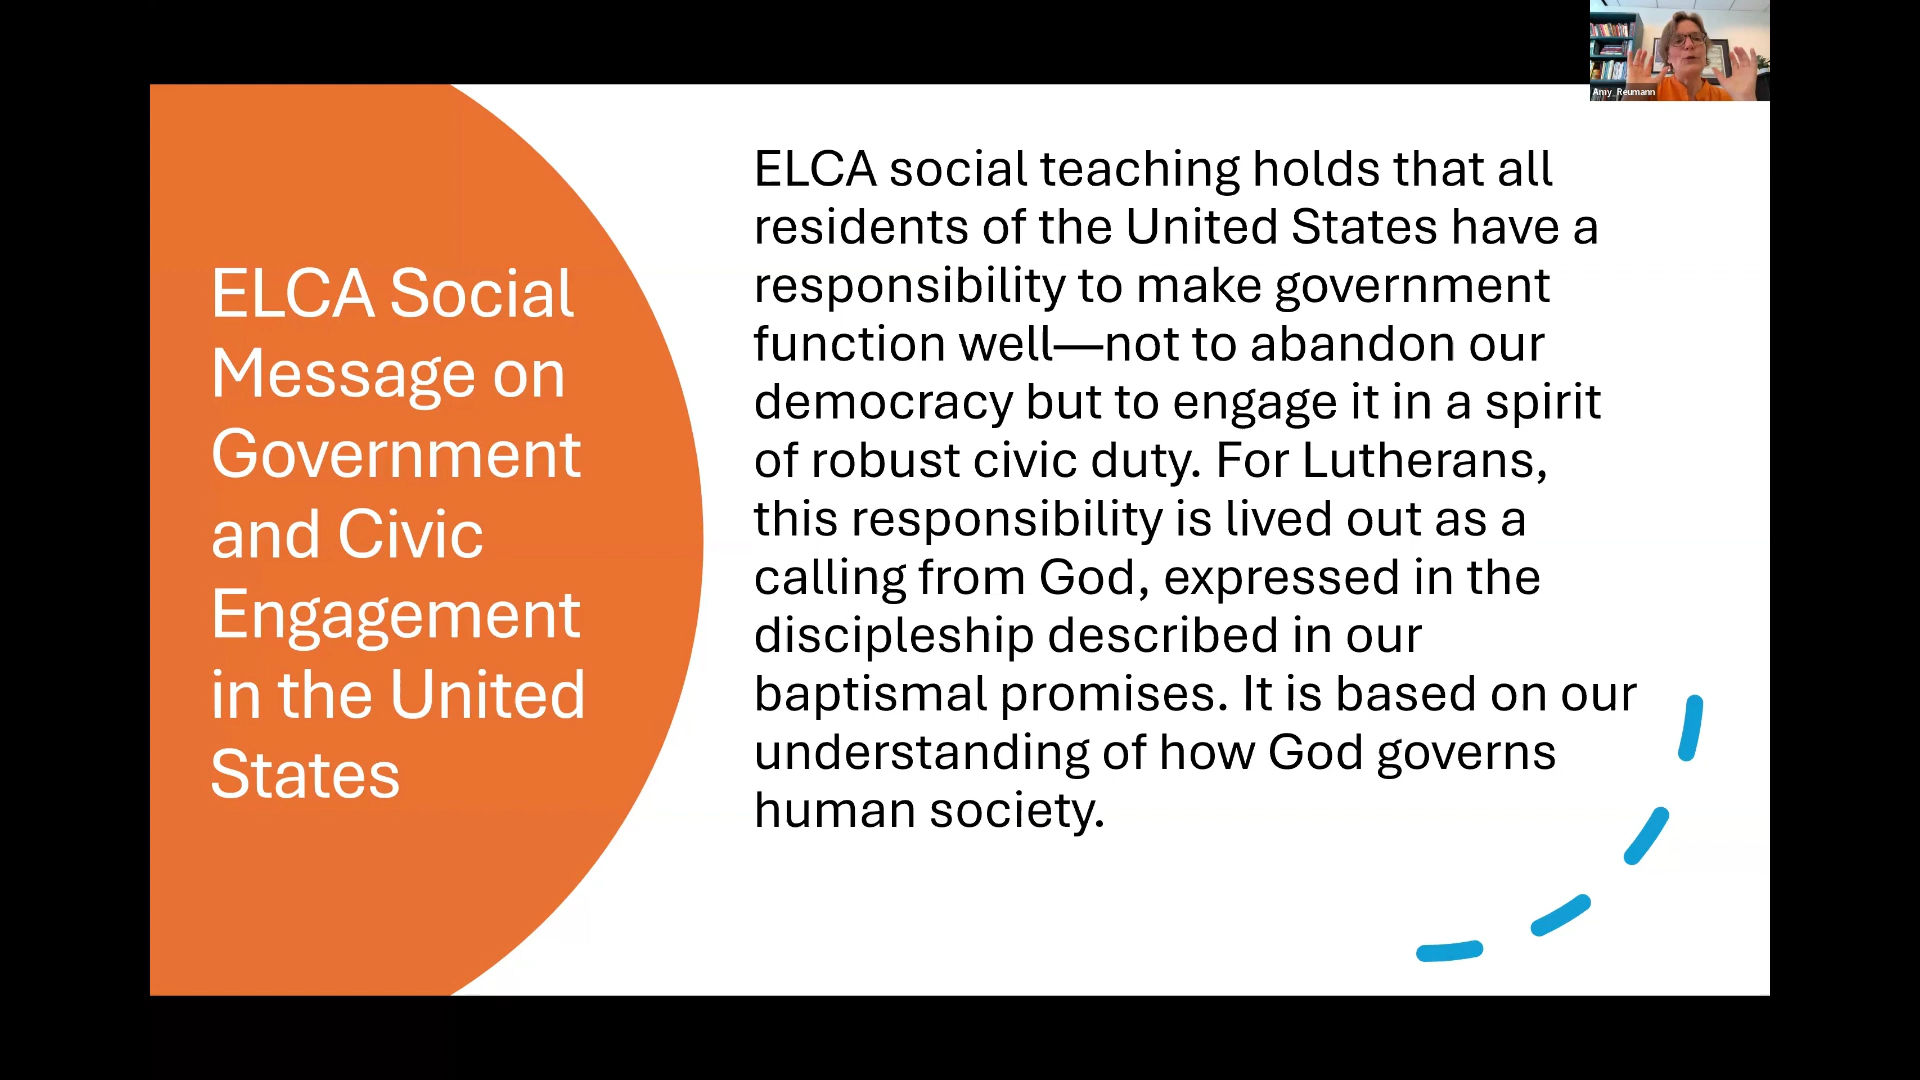 Amy_Reumann
ELCA Social
Message on
Government
and Civic
Engagement
in the United
States
ELCA social teaching holds that all
residents of the United States have a
responsibility to make government
function well—not to abandon our
democracy but to engage it in a spirit
of robust civic duty. For Lutherans,
this responsibility is lived out as a
calling from God, expressed in the
discipleship described in our
baptismal promises. It is based on our
understanding of how God governs
human society.